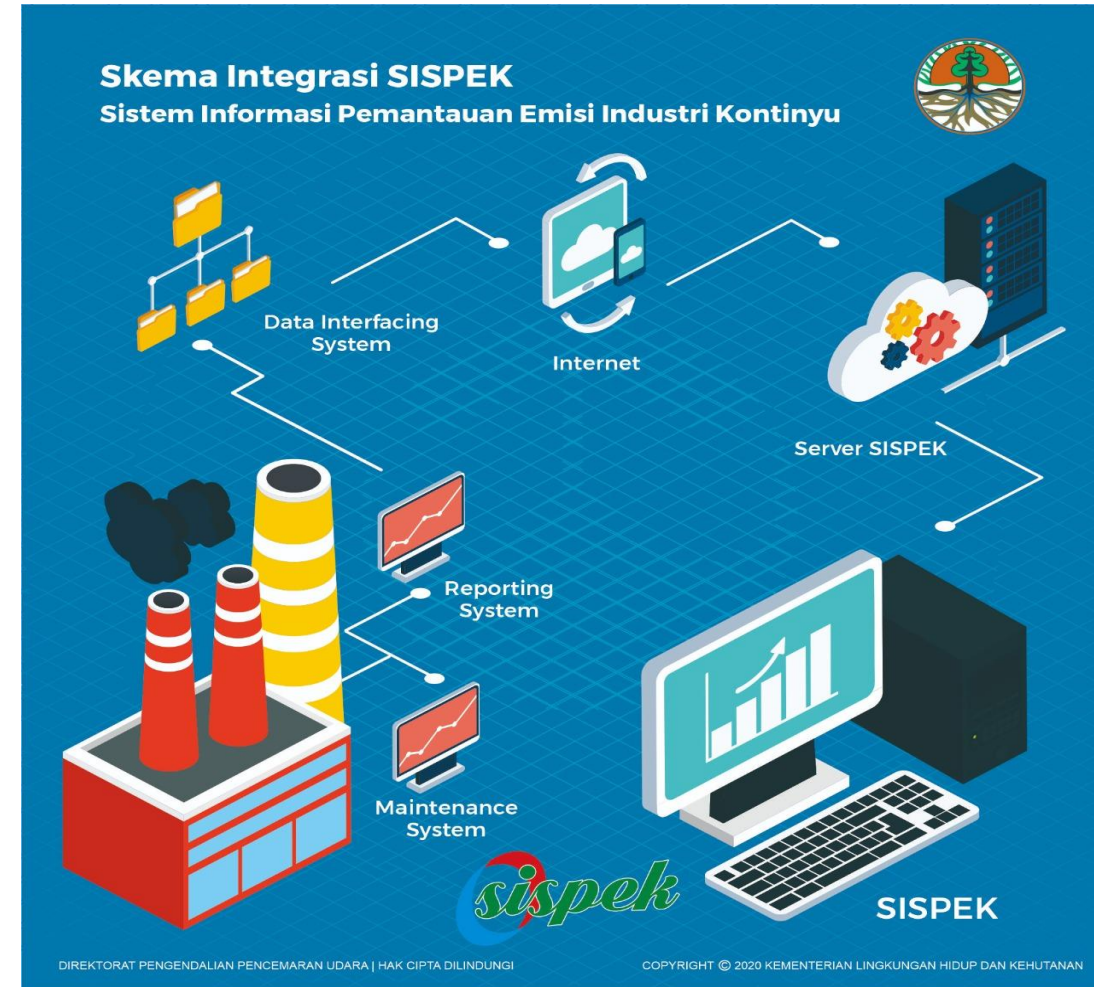 Skema Integrasi SISPEK
Sistem Informasi Pemantauan Emisi Industri Kontinyu
Data Interfacing
System
Internet
Server SISPEK
Reporting
System
Maintenance
System
sispek
SISPEK
DIREKTORAT PENGENDALIAN PENCEMARAN UDARA | HAK CIPTA DILINDUNGI
COPYRIGHT © 2020 KEMENTERIAN LINGKUNGAN HIDUP DAN KEHUTANAN